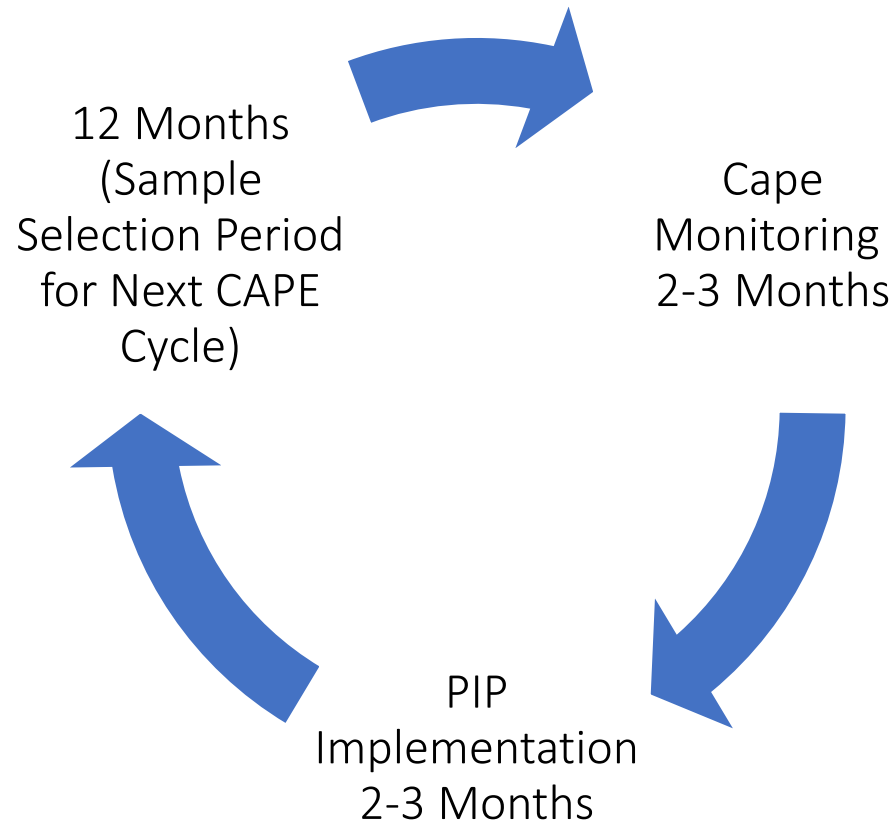 12 Months
(Sample
Selection Period
for Next CAPE
Cycle)
Cape
Monitoring
2-3 Months
PIP
Implementation
2-3 Months